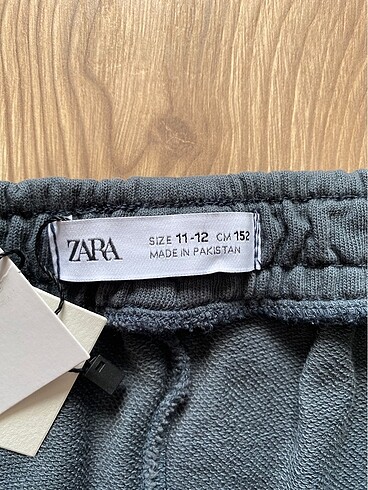 ZARA
SIZE 11-12 CM 152
MADE IN PAKISTAN